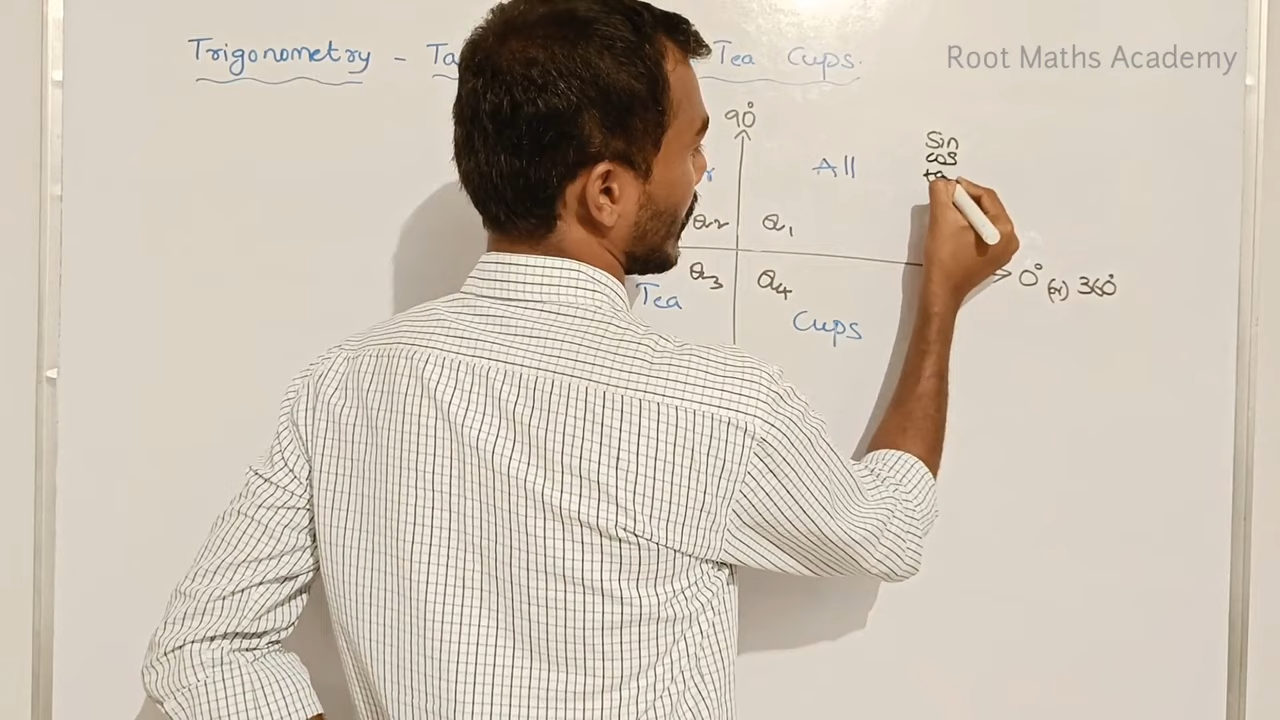 Trigonometry - Ta Tea Cups.
Root Maths Academy
90°
Sin
All
cos
ta
Q2 Q1
Q3 Q4 0° (or) 360°
Tea
Cups